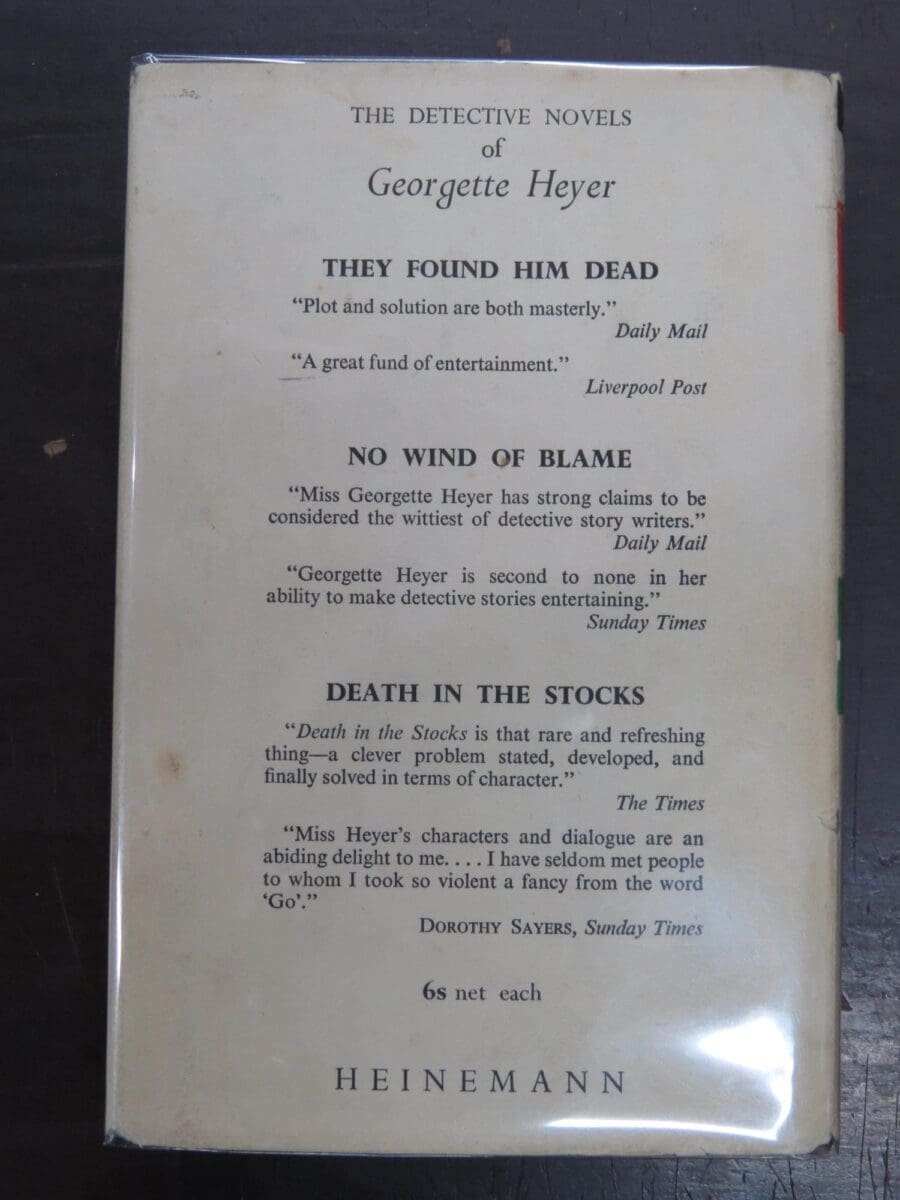 THE DETECTIVE NOVELS
of
Georgette Heyer
THEY FOUND HIM DEAD
“Plot and solution are both masterly.”
Daily Mail
“A great fund of entertainment.”
Liverpool Post
NO WIND OF BLAME
“Miss Georgette Heyer has strong claims to be
considered the wittiest of detective story writers.”
Daily Mail
“Georgette Heyer is second to none in her
ability to make detective stories entertaining.”
Sunday Times
DEATH IN THE STOCKS
“Death in the Stocks is that rare and refreshing
thing—a clever problem stated, developed, and
finally solved in terms of character.”
The Times
“Miss Heyer’s characters and dialogue are an
abiding delight to me. . . . I have seldom met people
to whom I took so violent a fancy from the word
‘Go’.”
DOROTHY SAYERS, Sunday Times
6s net each
HEINEMANN